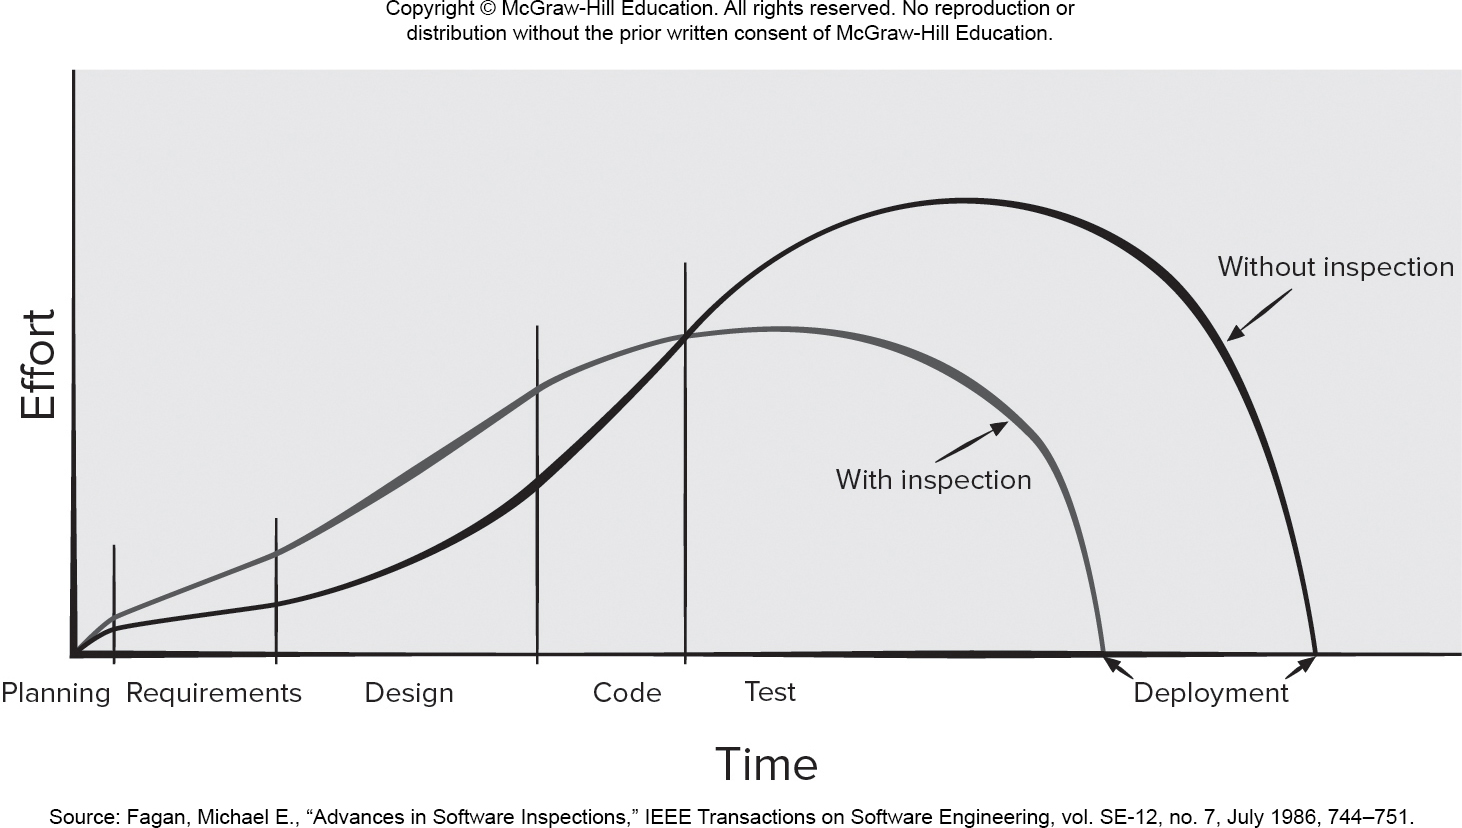 Copyright © McGraw-Hill Education. All rights reserved. No reproduction or
distribution without the prior written consent of McGraw-Hill Education.
Without inspection
Effort
With inspection
Planning Requirements Design Code Test Deployment
Time
Source: Fagan, Michael E., “Advances in Software Inspections,” IEEE Transactions on Software Engineering, vol. SE-12, no. 7, July 1986, 744–751.